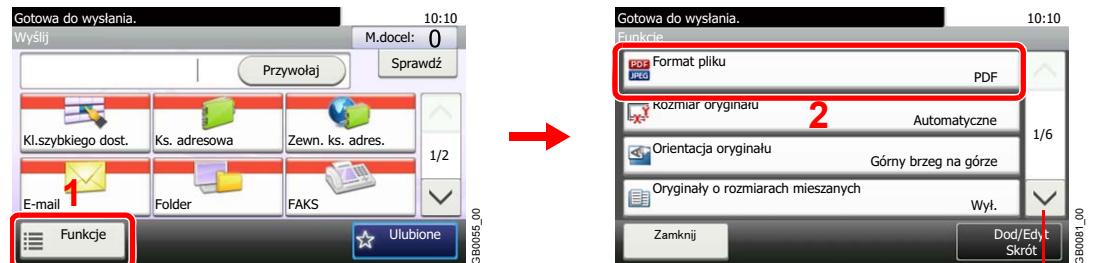 Gotowa do wysłania. 10:10
Wyślij M.docel: 0
Przywołaj Sprawdź
Kl.szybkiego dost. Ks. adresowa Zewn. ks. adres.
1/2
1
E-mail Folder FAKS
Funkcje Ulubione
GB0055_00
Gotowa do wysłania. 10:10
Funkcje
PDF JPEG Format pliku
PDF
Rozmiar oryginału
2 Automatyczne
1/6
Orientacja oryginału
Górny brzeg na górze
Oryginały o rozmiarach mieszanych
Wył.
Zamknij Dod/Edyt
Skrót
GB0081_00